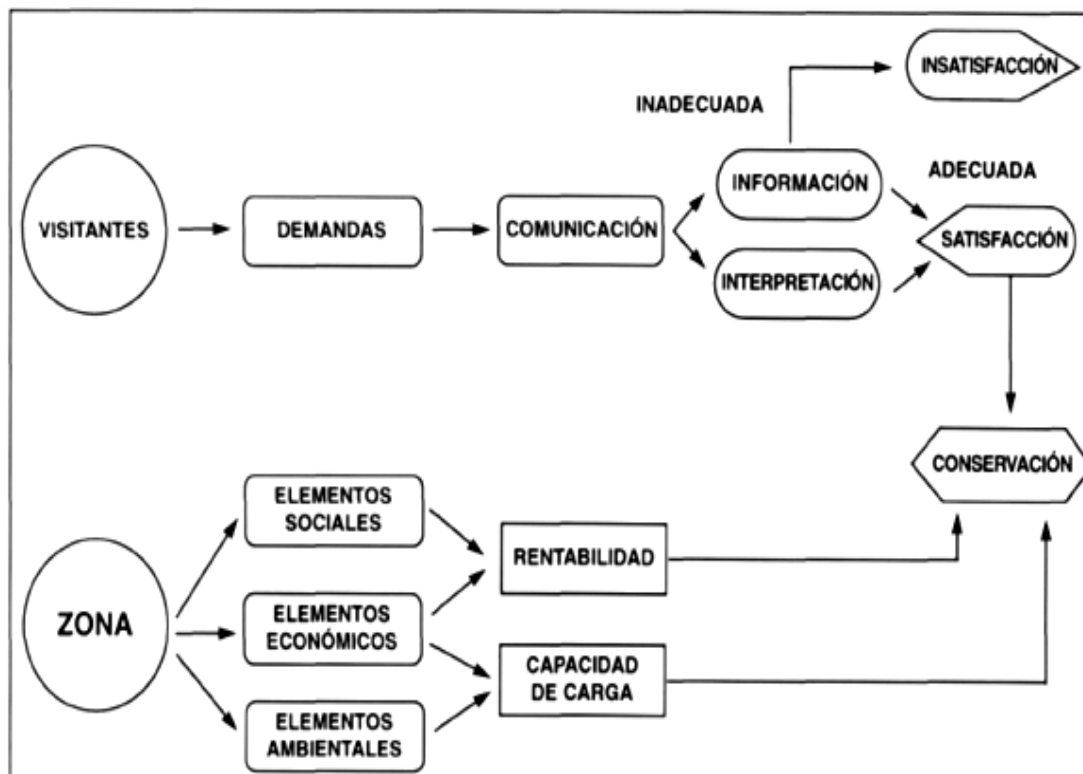 INSATISFACCIÓN
INADECUADA
INFORMACIÓN
ADECUADA
VISITANTES
DEMANDAS
COMUNICACIÓN
SATISFACCIÓN
INTERPRETACIÓN
CONSERVACIÓN
ELEMENTOS
SOCIALES
RENTABILIDAD
ZONA
ELEMENTOS
ECONÓMICOS
CAPACIDAD
DE CARGA
ELEMENTOS
AMBIENTALES